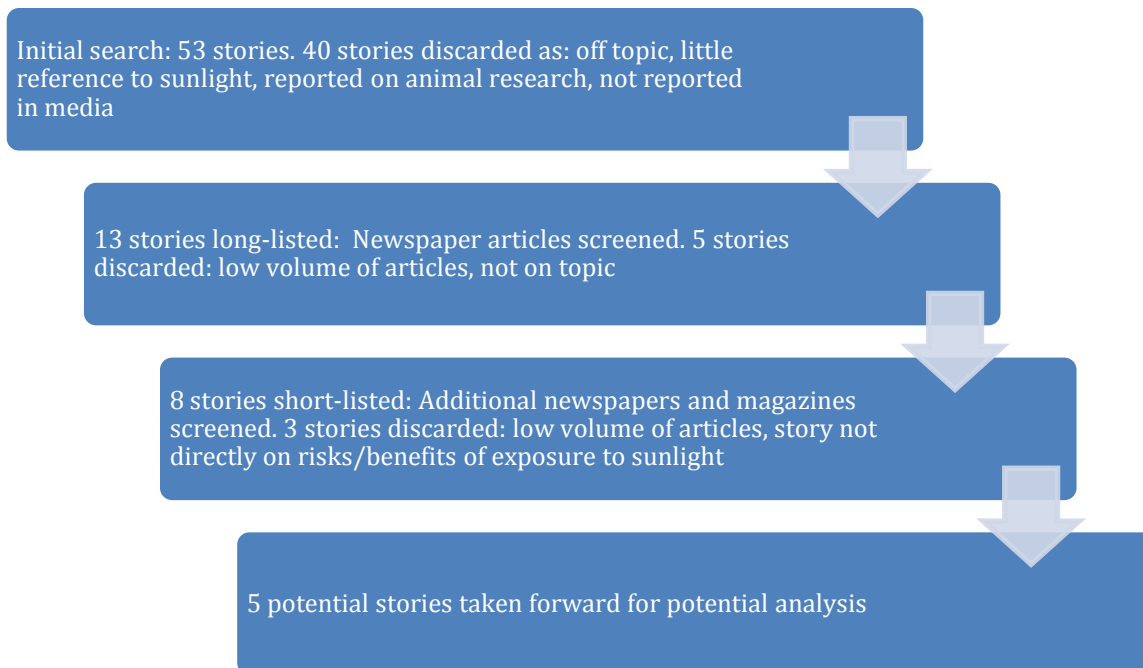 Initial search: 53 stories. 40 stories discarded as: off topic, little
reference to sunlight, reported on animal research, not reported
in media
13 stories long-listed:  Newspaper articles screened. 5 stories
discarded: low volume of articles, not on topic
8 stories short-listed: Additional newspapers and magazines
screened. 3 stories discarded: low volume of articles, story not
directly on risks/benefits of exposure to sunlight
5 potential stories taken forward for potential analysis